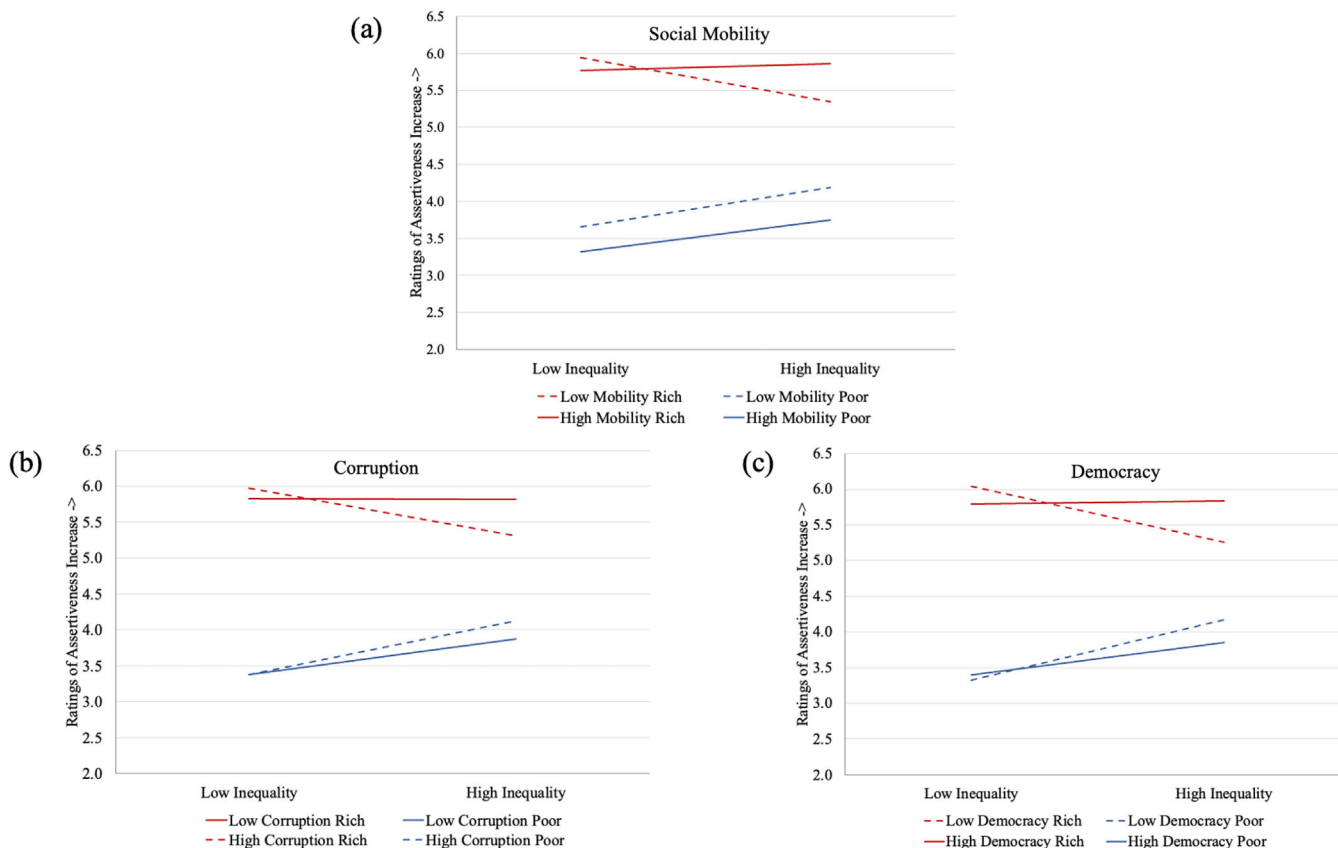 (a)
Social Mobility
Ratings of Assertiveness Increase ->
6.5
6.0
5.5
5.0
4.5
4.0
3.5
3.0
2.5
2.0
Low Inequality High Inequality
Low Mobility Rich Low Mobility Poor
High Mobility Rich High Mobility Poor
(b)
Corruption
Ratings of Assertiveness Increase ->
6.5
6.0
5.5
5.0
4.5
4.0
3.5
3.0
2.5
2.0
Low Inequality High Inequality
Low Corruption Rich Low Corruption Poor
High Corruption Rich High Corruption Poor
(c)
Democracy
Ratings of Assertiveness Increase ->
6.5
6.0
5.5
5.0
4.5
4.0
3.5
3.0
2.5
2.0
Low Inequality High Inequality
Low Democracy Rich Low Democracy Poor
High Democracy Rich High Democracy Poor